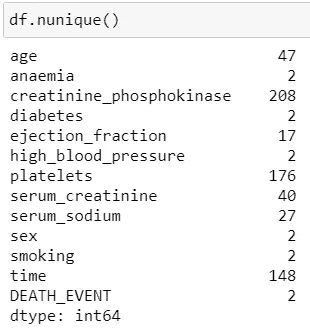 df.nunique()
age 47
anaemia 2
creatinine_phosphokinase 208
diabetes 2
ejection_fraction 17
high_blood_pressure 2
platelets 176
serum_creatinine 40
serum_sodium 27
sex 2
smoking 2
time 148
DEATH_EVENT 2
dtype: int64